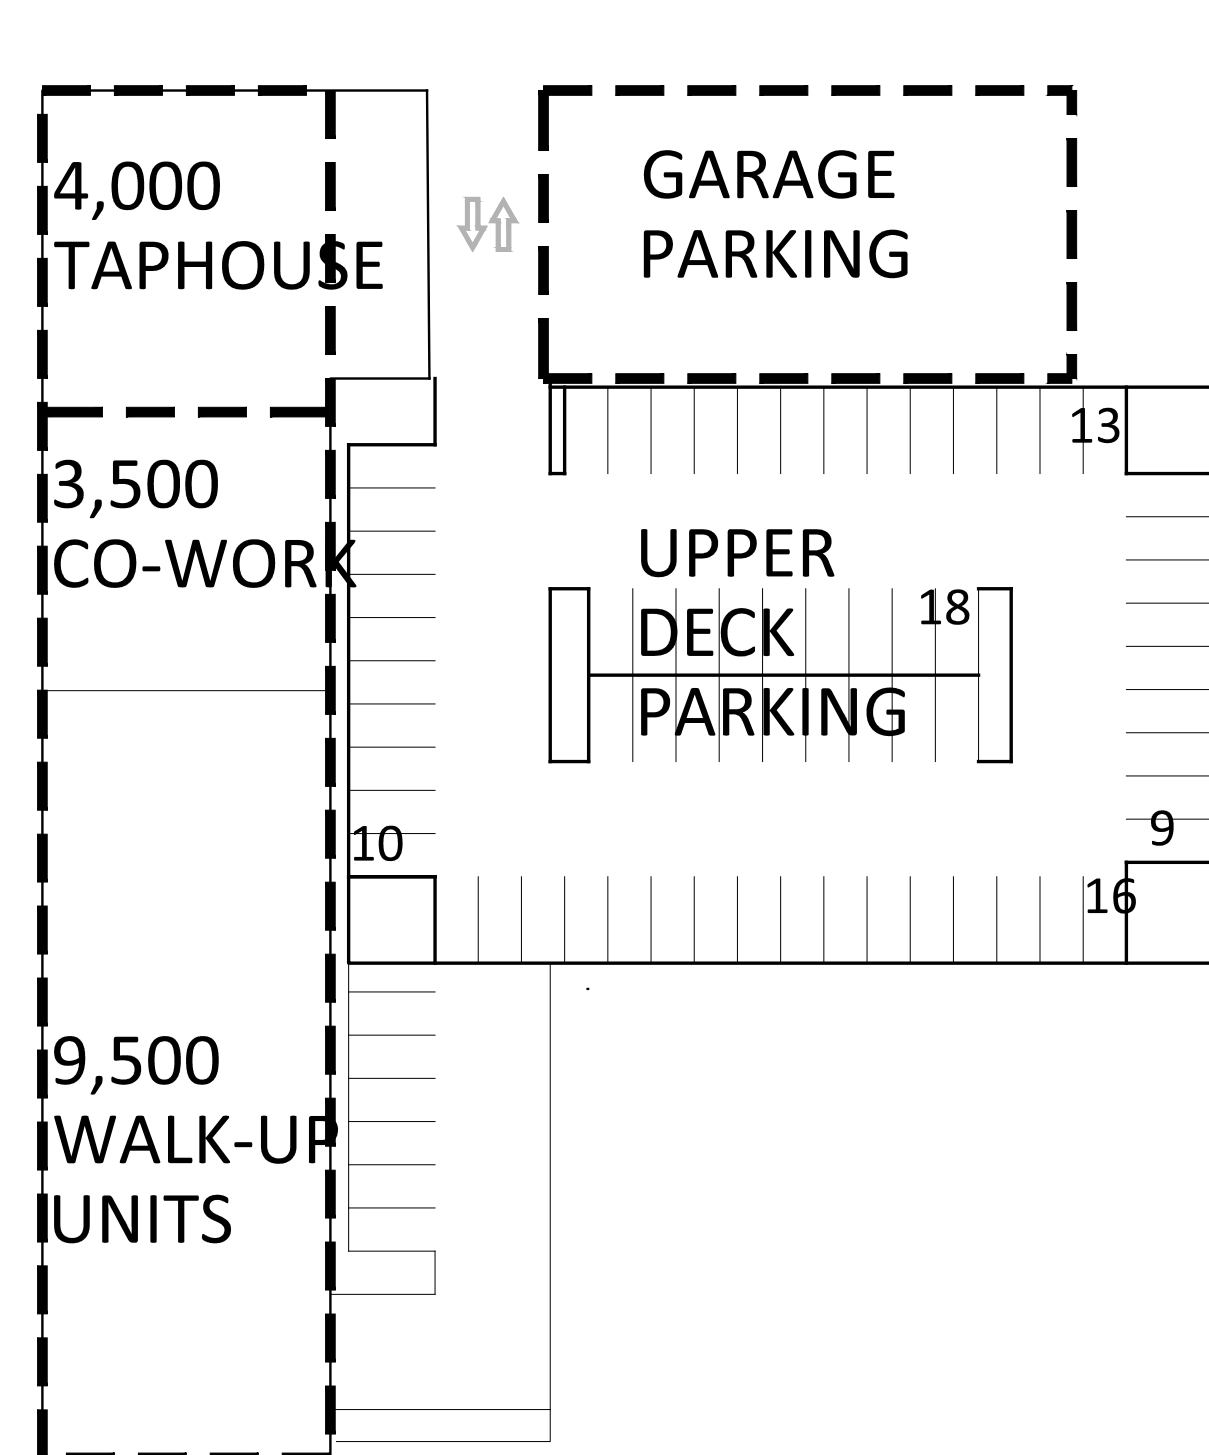 4,000
TAPHOUSE
GARAGE
PARKING
13
3,500
CO-WORK
UPPER
DECK
PARKING
18
10
9
16
9,500
WALK-UP
UNITS